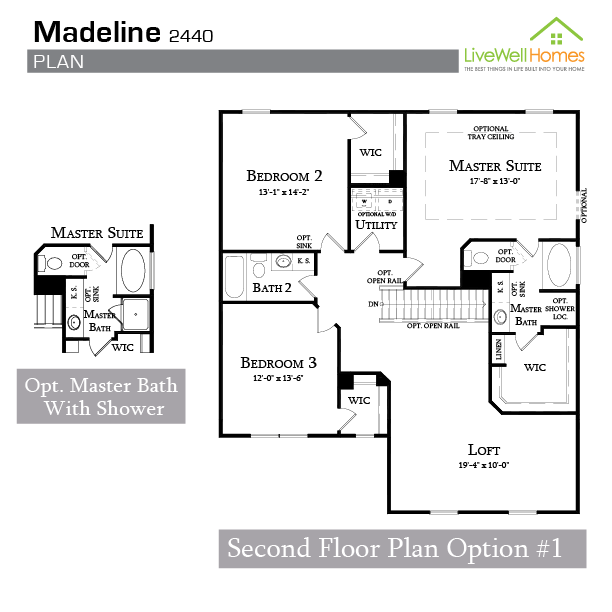 Madeline 2440
PLAN
LiveWellHomes
THE BEST THINGS IN LIFE BUILT INTO YOUR HOME
OPTIONAL
TRAY CEILING
WIC
BEDROOM 2
13'-1" x 14'-2"
MASTER SUITE
17'-8" x 13'-0"
OPTIONAL
W
D
OPTIONAL W/D
UTILITY
OPT.
SINK
K. S.
BATH 2
OPT.
OPEN RAIL
DN
OPT. OPEN RAIL
OPT.
DOOR
K. S.
OPT.
SINK
MASTER
BATH
OPT.
SHOWER
LOC.
LINEN
WIC
BEDROOM 3
12'-0" x 13'-6"
WIC
LOFT
19'-4" x 10'-0"
MASTER SUITE
OPT.
DOOR
K. S.
OPT.
SINK
MASTER
BATH
WIC
Opt. Master Bath
With Shower
Second Floor Plan Option #1